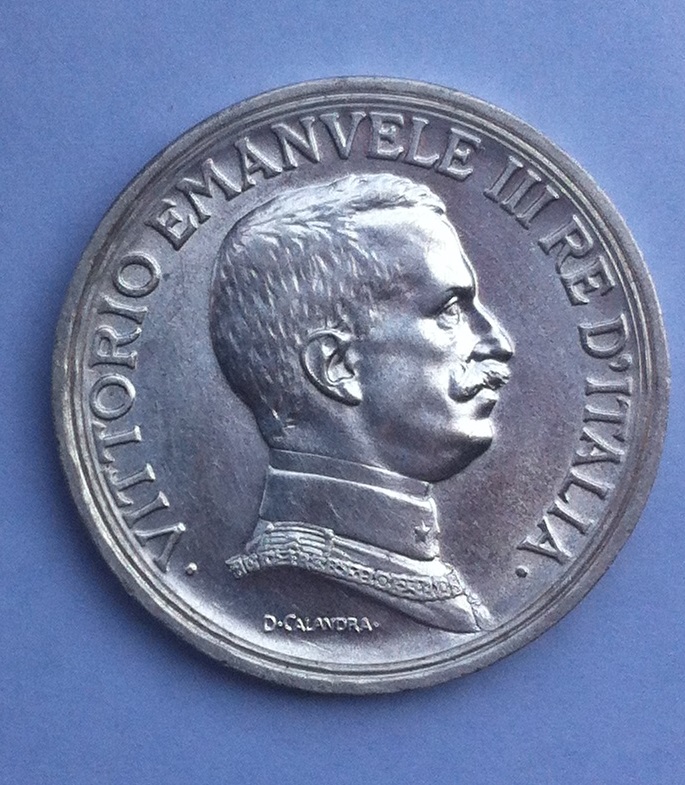 · VITTORIO EMANVELE III RE D'ITALIA ·
D·CALANDRA·